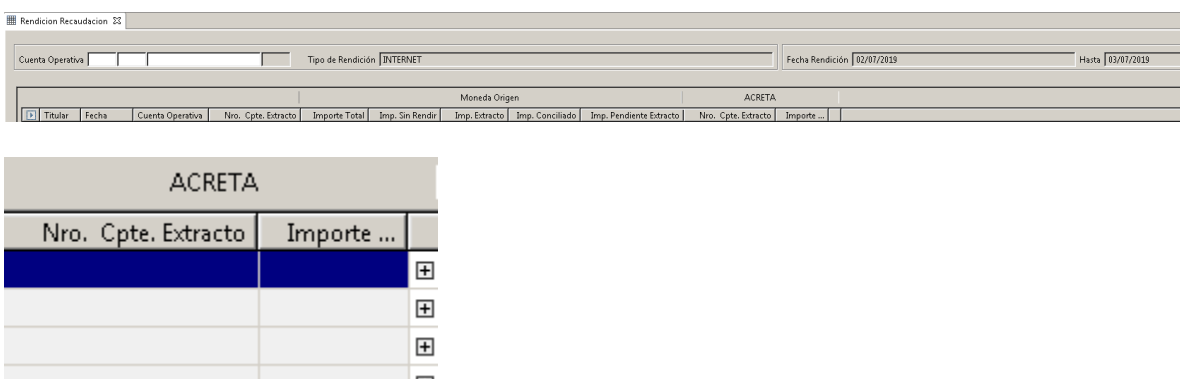 Rendicion Recaudacion
Cuenta Operativa Tipo de Rendición INTERNET Fecha Rendición 02/07/2019 Hasta 03/07/2019
Moneda Origen ACRETA
Titular Fecha Cuenta Operativa Nro. Cpte. Extracto Importe Total Imp. Sin Rendir Imp. Extracto Imp. Conciliado Imp. Pendiente Extracto Nro. Cpte. Extracto Importe ...
ACRETA
Nro. Cpte. Extracto Importe ...